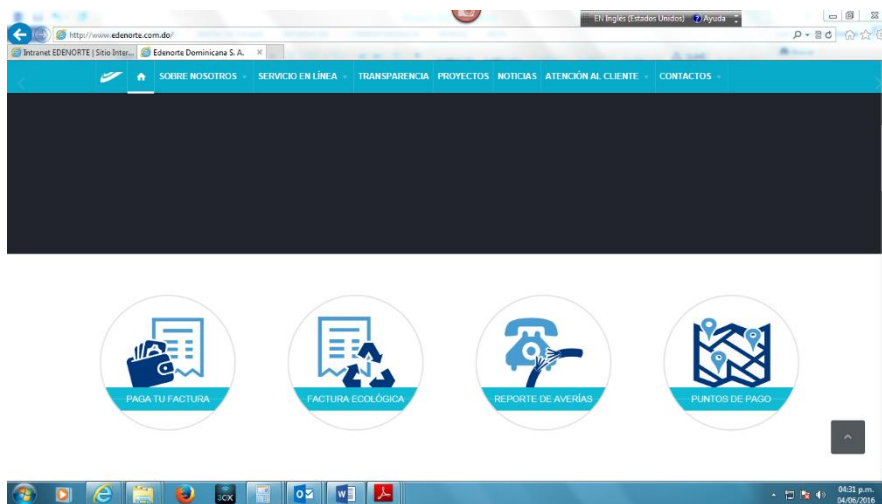 EN Inglés (Estados Unidos) ? Ayuda
http://www.edenorte.com.do/
Intranet EDENORTE | Sitio Inter... Edenorte Dominicana S. A.
SOBRE NOSOTROS SERVICIO EN LÍNEA TRANSPARENCIA PROYECTOS NOTICIAS ATENCIÓN AL CLIENTE CONTACTOS
PAGA TU FACTURA FACTURA ECOLÓGICA REPORTE DE AVERÍAS PUNTOS DE PAGO
3CX
04:31 p.m.
04/06/2016